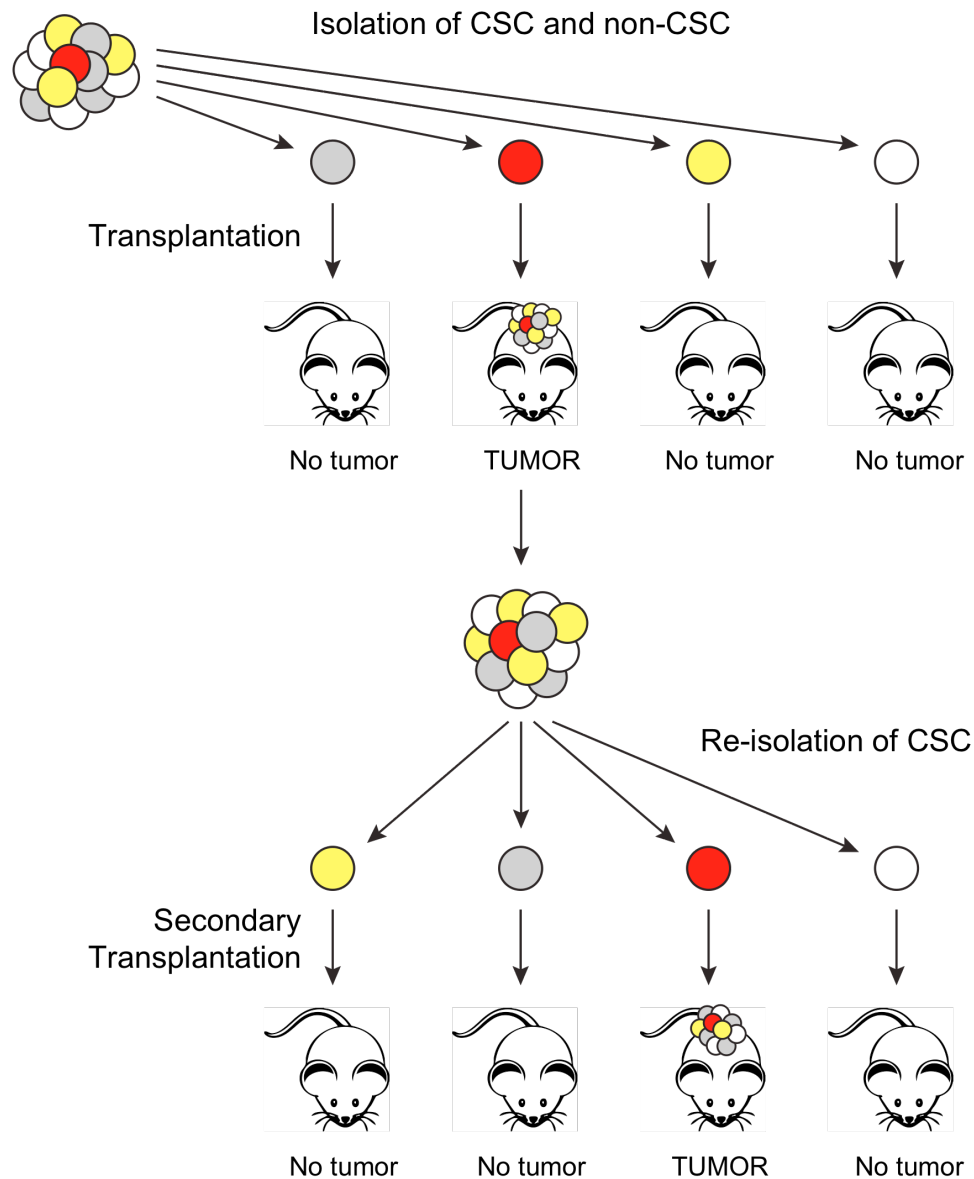 Isolation of CSC and non-CSC
Transplantation
No tumor
TUMOR
No tumor
No tumor
Re-isolation of CSC
Secondary
Transplantation
No tumor
No tumor
TUMOR
No tumor